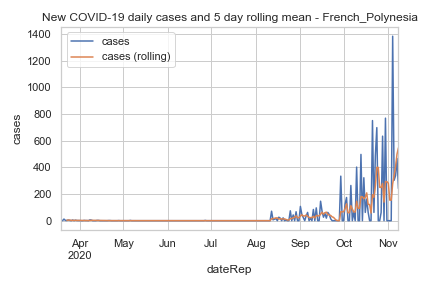 New COVID-19 daily cases and 5 day rolling mean - French_Polynesia
cases
cases (rolling)
1400
1200
1000
800
600
400
200
0
cases
Apr
2020
May
Jun
Jul
Aug
Sep
Oct
Nov
dateRep